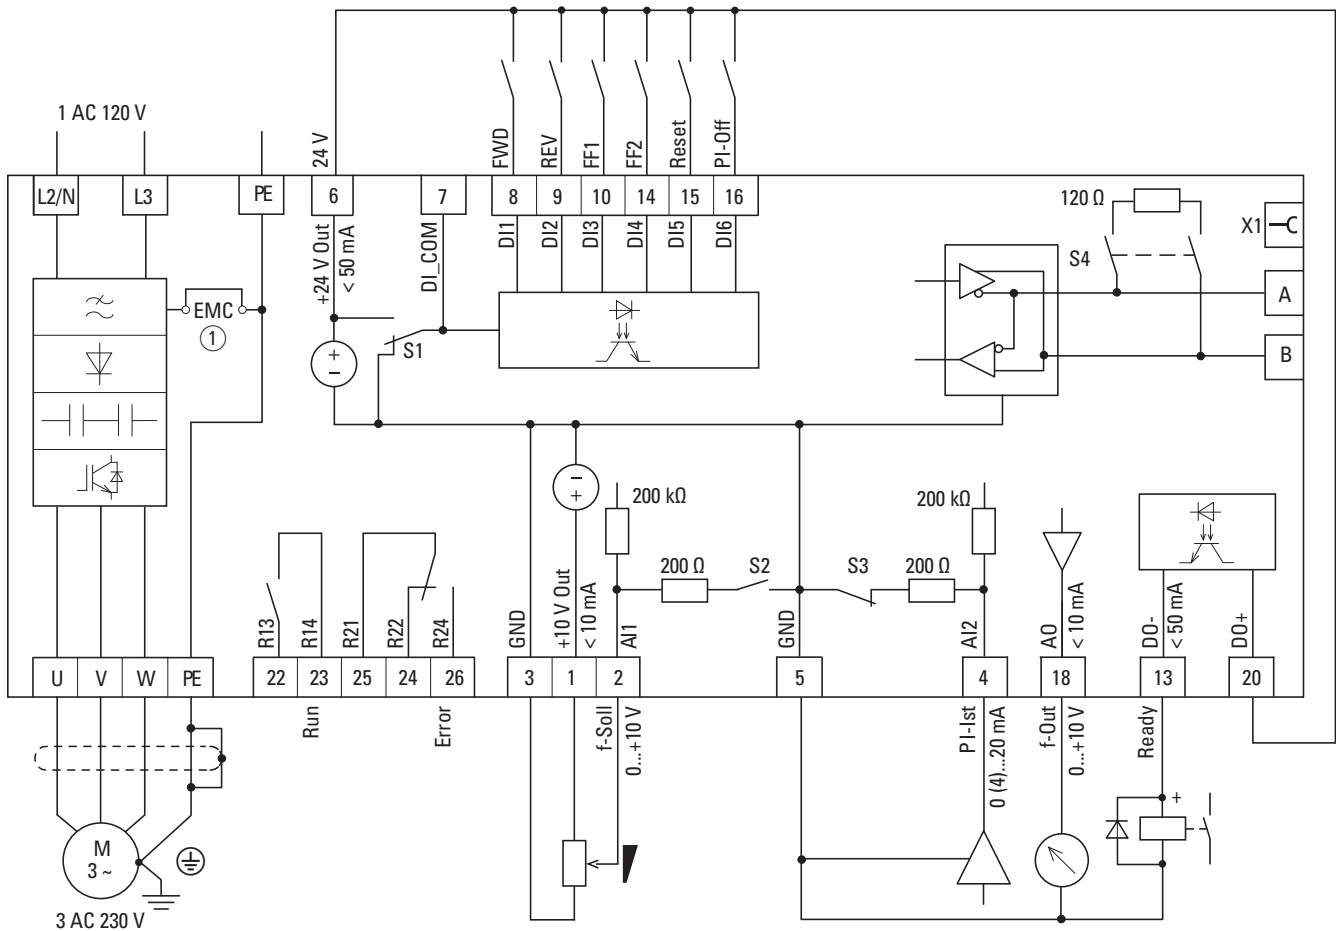 1 AC 120 V
24 V
FWD
REV
FF1
FF2
Reset
PI-Off
L2/N
L3
PE
6
7
8
9
10
14
15
16
120 Ω
X1
+24 V Out
< 50 mA
DI_COM
DI1
DI2
DI3
DI4
DI5
DI6
S4
A
EMC
1
S1
+
−
B
−
+
200 kΩ
200 kΩ
200 Ω
S2
S3
200 Ω
R13
R14
R21
R22
R24
GND
+10 V Out
< 10 mA
AI1
GND
AI2
AO
< 10 mA
DO-
< 50 mA
DO+
U
V
W
PE
22
23
25
24
26
3
1
2
5
4
18
13
20
Run
Error
f-Soll
0...+10 V
PI-Ist
0 (4)...20 mA
f-Out
0...+10 V
Ready
+
M
3 ~
3 AC 230 V